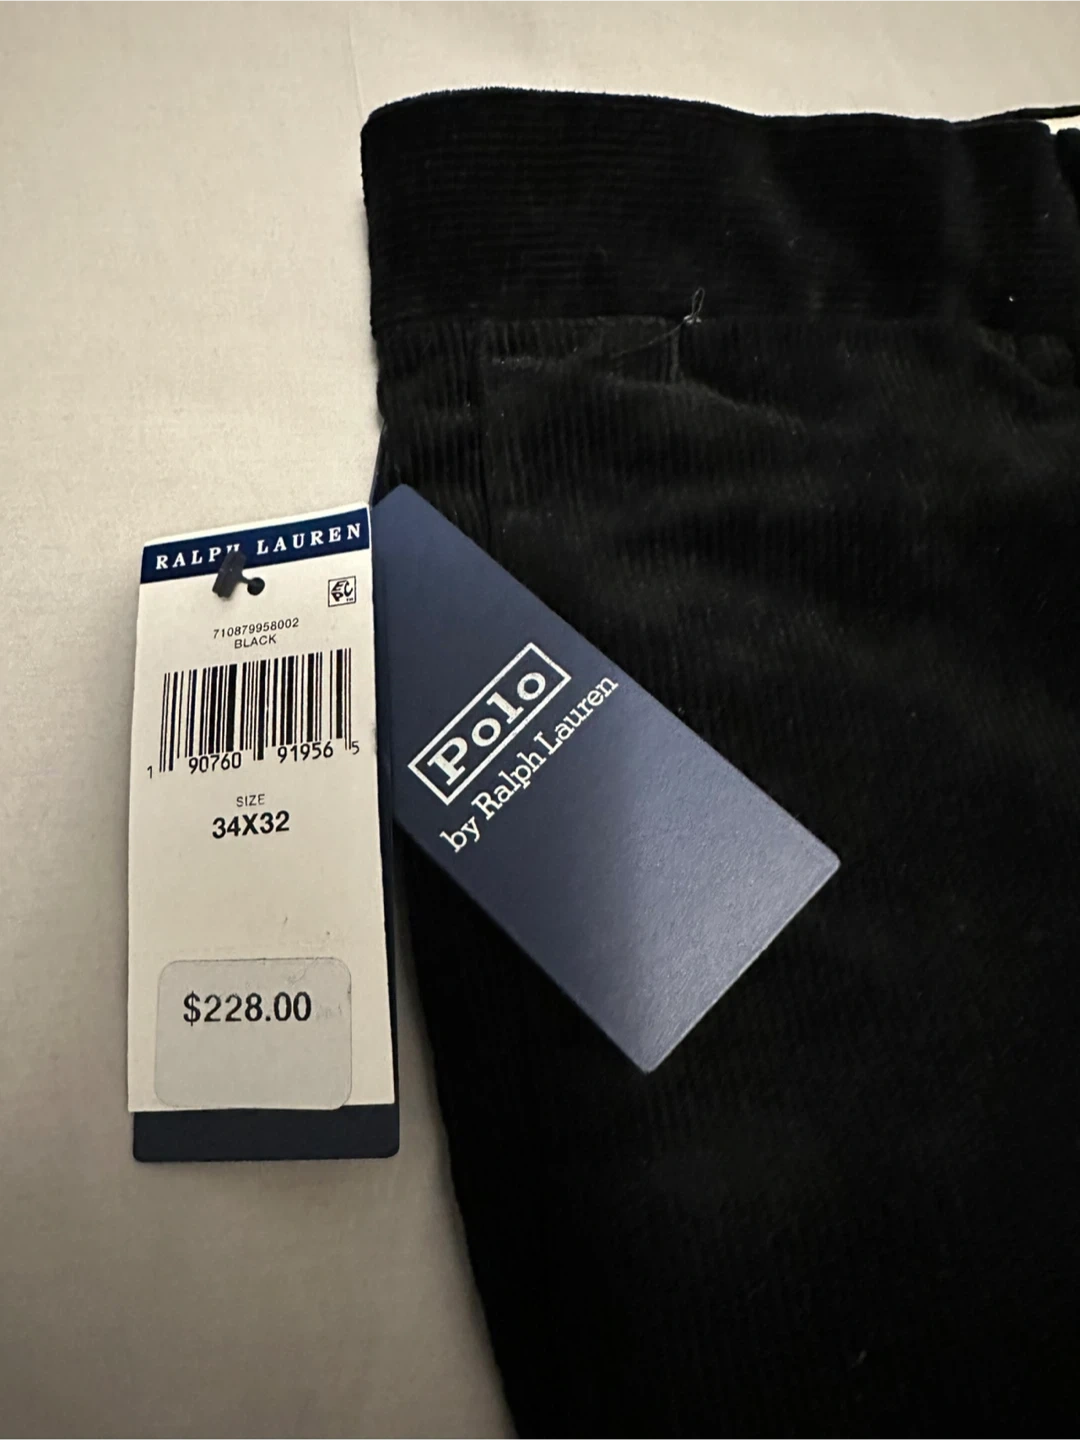 RALPH LAUREN
710879958002
BLACK
1 90760 91956 5
SIZE
34X32
$228.00
Polo
by Ralph Lauren